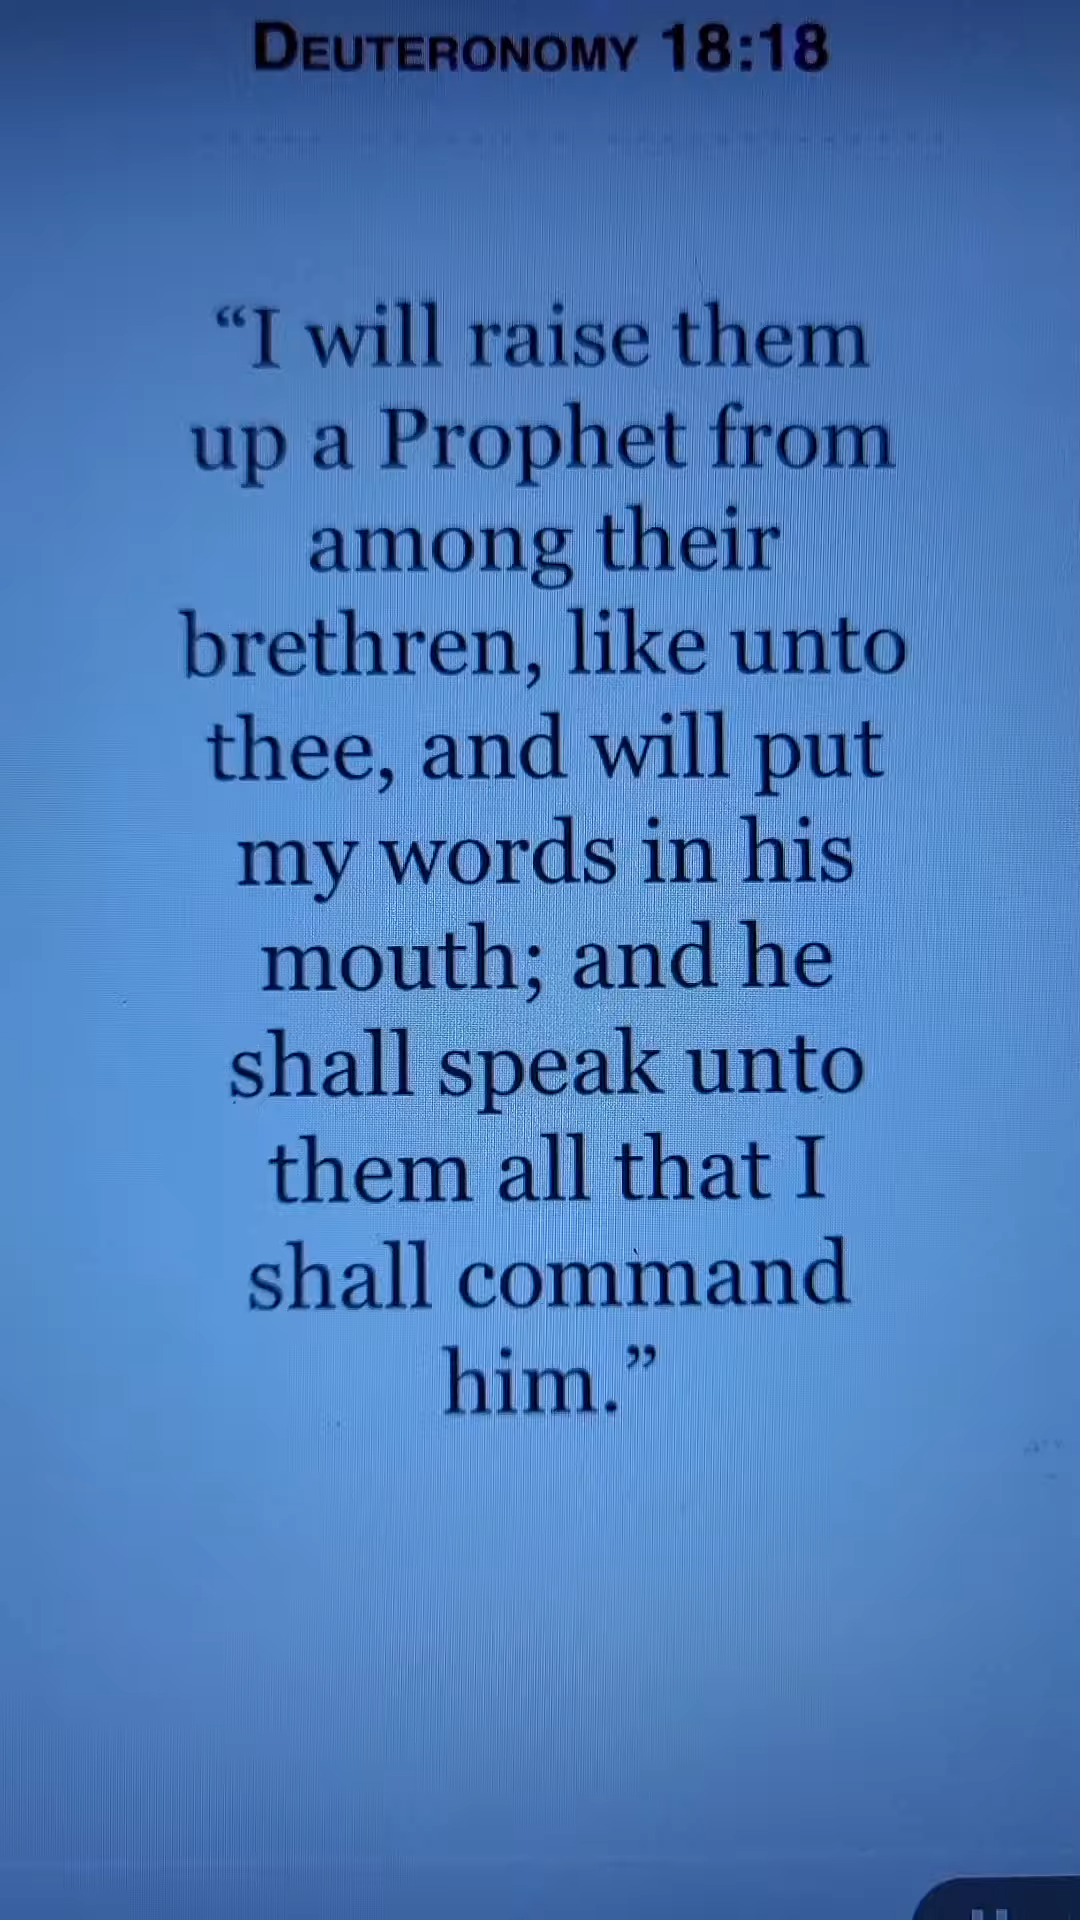 DEUTERONOMY 18:18
“I will raise them
up a Prophet from
among their
brethren, like unto
thee, and will put
my words in his
mouth; and he
shall speak unto
them all that I
shall command
him.”